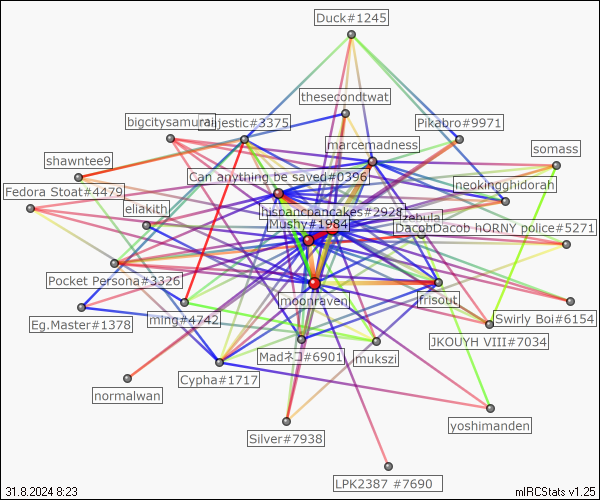 Duck#1245
thesecondtwat
bigcitysamurai
majestic#3375
Pikabro#9971
marcemadness
somass
shawntee9
Can anything be saved#0396
neokingghidorah
Fedora Stoat#4479
eliakith
hispancpancakes#2928
zebula
Mushy#1984
DacobDacob hORNY police#5271
Pocket Persona#3326
moonraven
frisout
Eg.Master#1378
ming#4742
Swirly Boi#6154
JKOUYH VIII#7034
Madネコ#6901
mukszi
Cypha#1717
normalwan
yoshimanden
Silver#7938
LPK2387 #7690
31.8.2024 8:23
mIRCStats v1.25